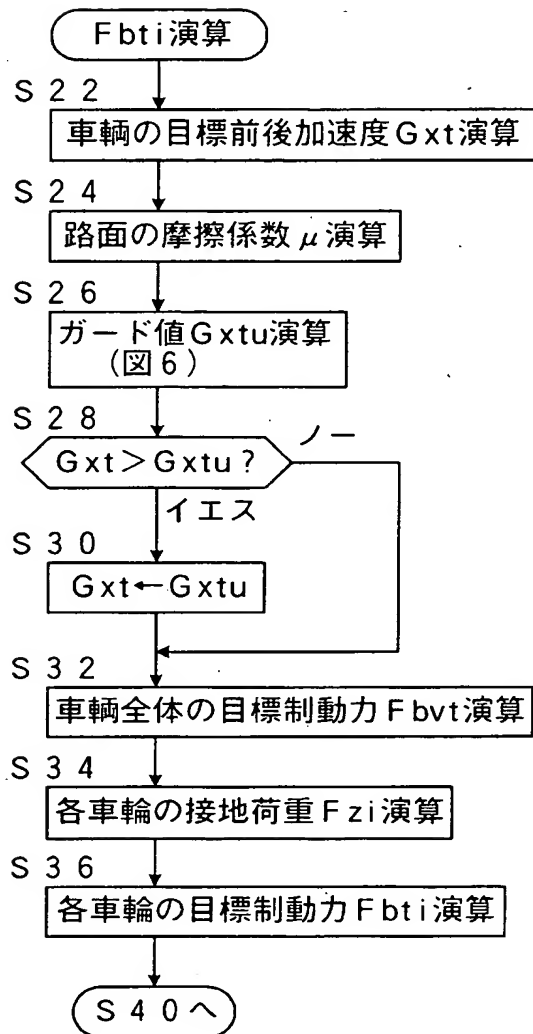 Fbti演算
S22
車輌の目標前後加速度Gxt演算
S24
路面の摩擦係数μ演算
S26
ガード値Gxtu演算
(図6)
S28
Gxt>Gxtu?
ノー
イエス
S30
Gxt←Gxtu
S32
車輌全体の目標制動力Fbvt演算
S34
各車輪の接地荷重Fzi演算
S36
各車輪の目標制動力Fbti演算
S40へ